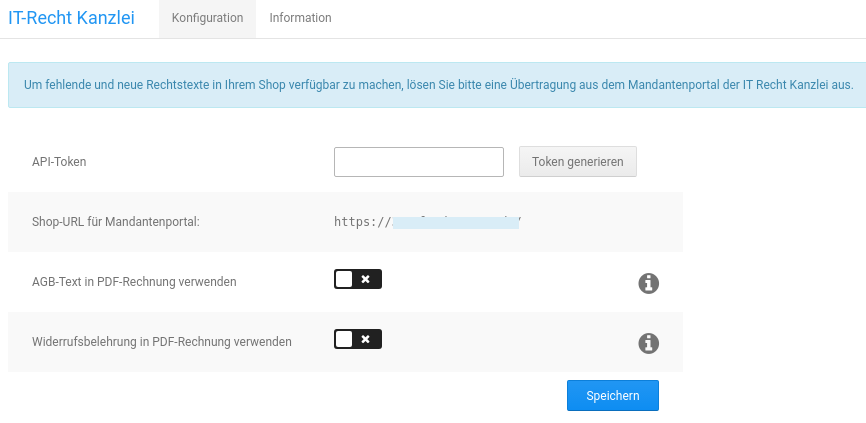 IT-Recht Kanzlei Konfiguration Information
Um fehlende und neue Rechtstexte in Ihrem Shop verfügbar zu machen, lösen Sie bitte eine Übertragung aus dem Mandantenportal der IT Recht Kanzlei aus.
API-Token Token generieren
Shop-URL für Mandantenportal: https://
AGB-Text in PDF-Rechnung verwenden
Widerrufsbelehrung in PDF-Rechnung verwenden
Speichern